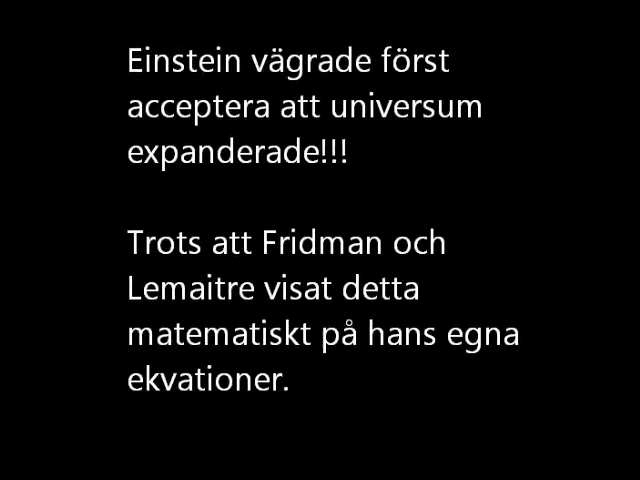 Einstein vägrade först
acceptera att universum
expanderade!!!
Trots att Fridman och
Lemaitre visat detta
matematiskt på hans egna
ekvationer.